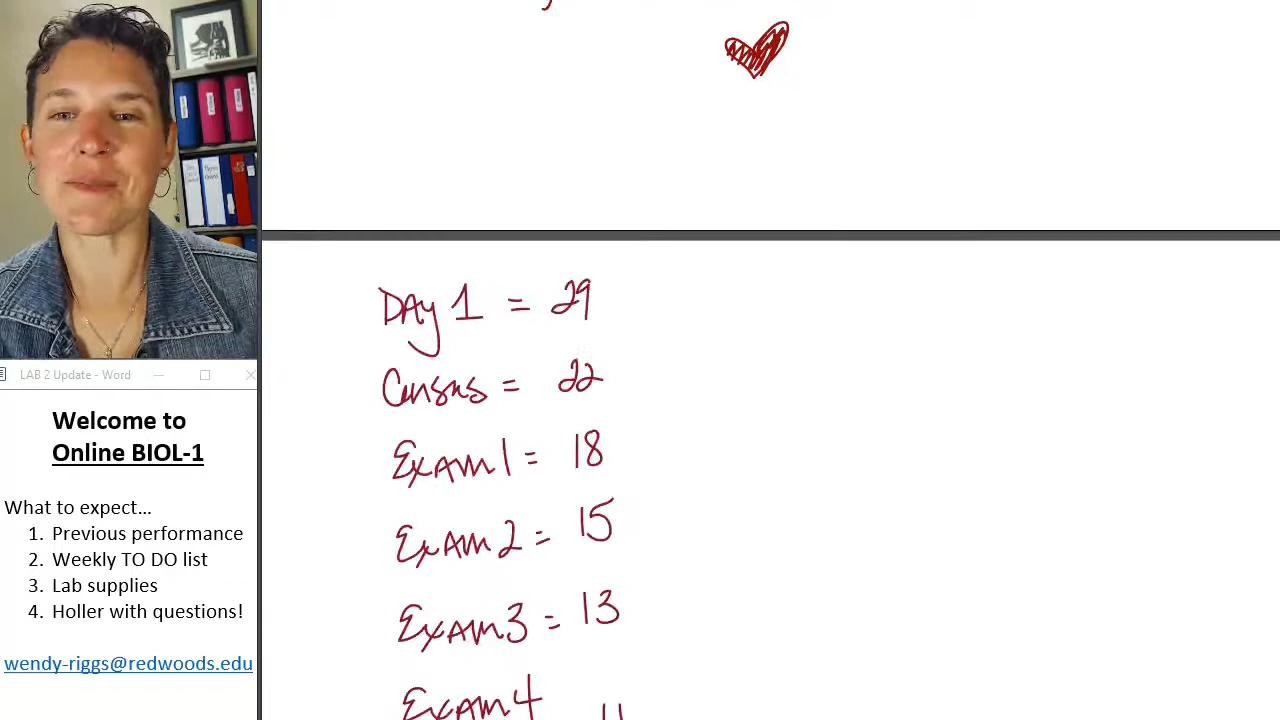 DAy 1 = 29
Census = 22
Exam 1 = 18
Exam 2 = 15
Exam 3 = 13
Exam 4
11
LAB 2 Update - Word
Welcome to
Online BIOL-1
What to expect...
1. Previous performance
2. Weekly TO DO list
3. Lab supplies
4. Holler with questions!
wendy-riggs@redwoods.edu